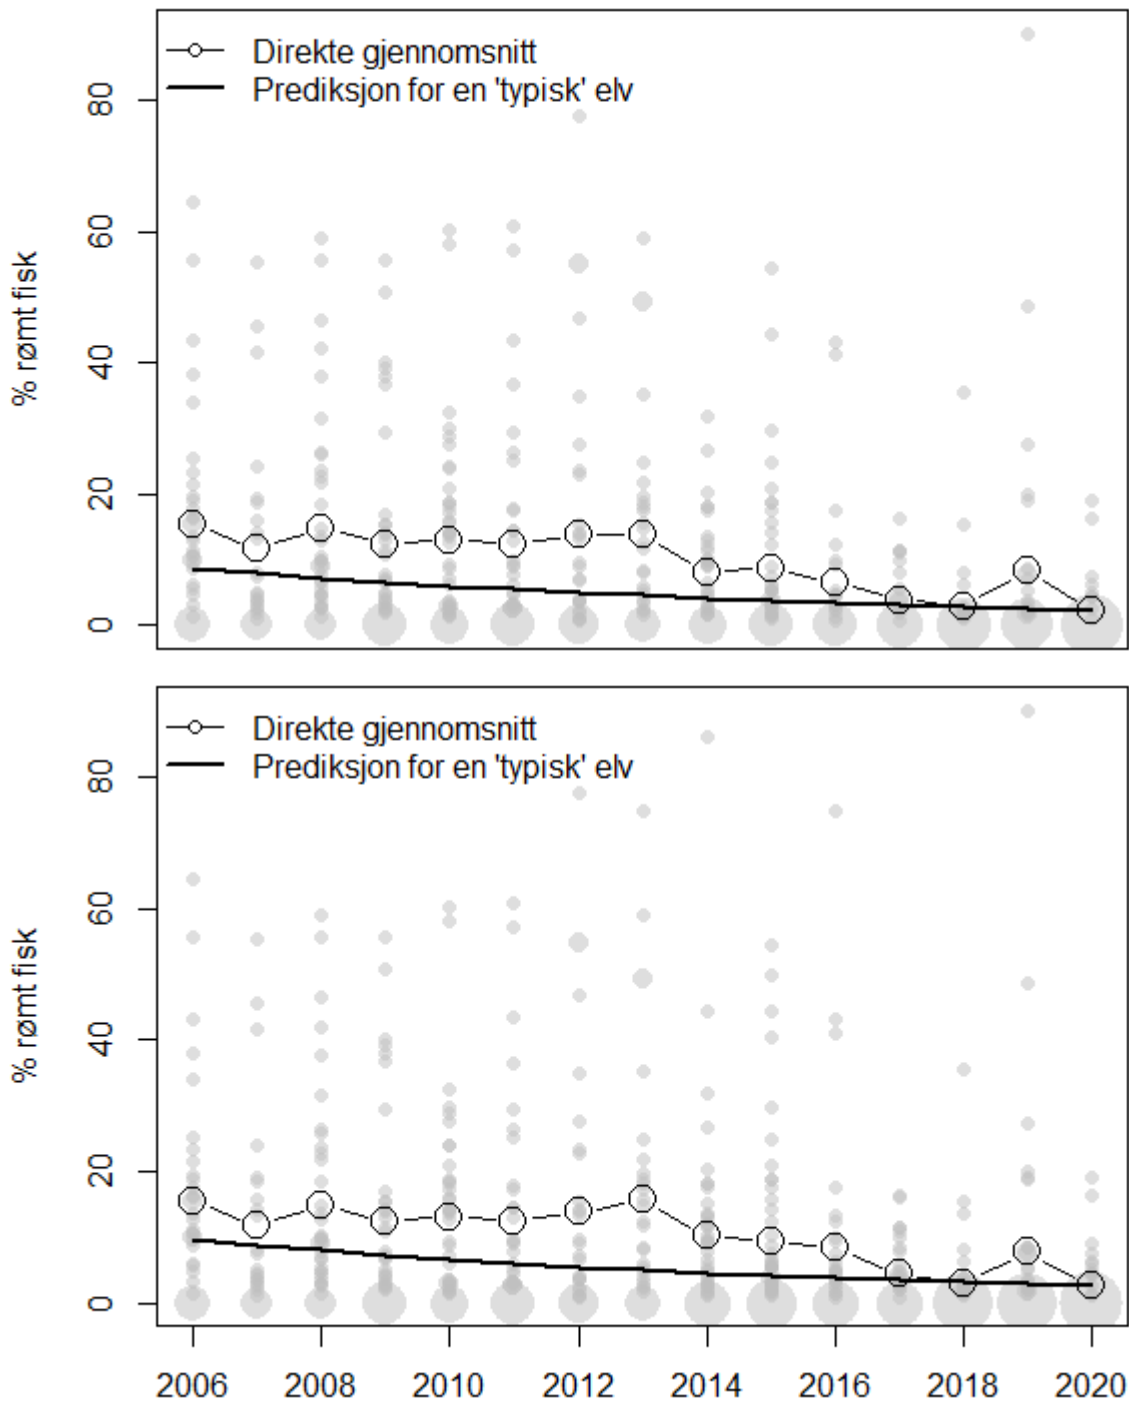 Direkte gjennomsnitt
Prediksjon for en 'typisk' elv
% rømt fisk
80
60
40
20
0
Direkte gjennomsnitt
Prediksjon for en 'typisk' elv
% rømt fisk
80
60
40
20
0
2006 2008 2010 2012 2014 2016 2018 2020